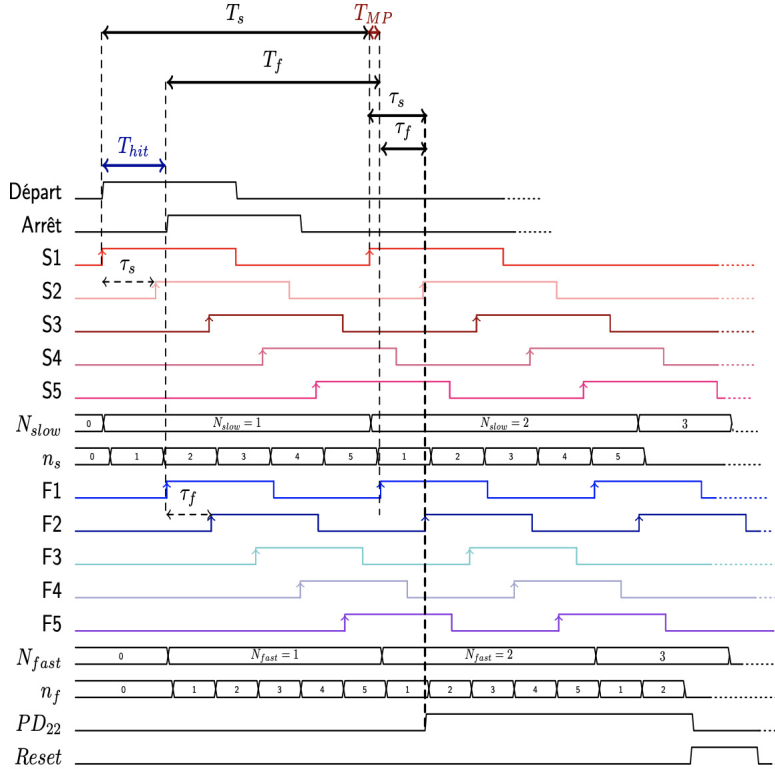 T_s T_MP
T_f
τ_s
τ_f
T_hit
Départ
Arrêt
S1
τ_s
S2
S3
S4
S5
N_slow 0 N_slow = 1 N_slow = 2 3
n_s 0 1 2 3 4 5 1 2 3 4 5
F1
τ_f
F2
F3
F4
F5
N_fast 0 N_fast = 1 N_fast = 2 3
n_f 0 1 2 3 4 5 1 2 3 4 5 1 2
PD_22
Reset